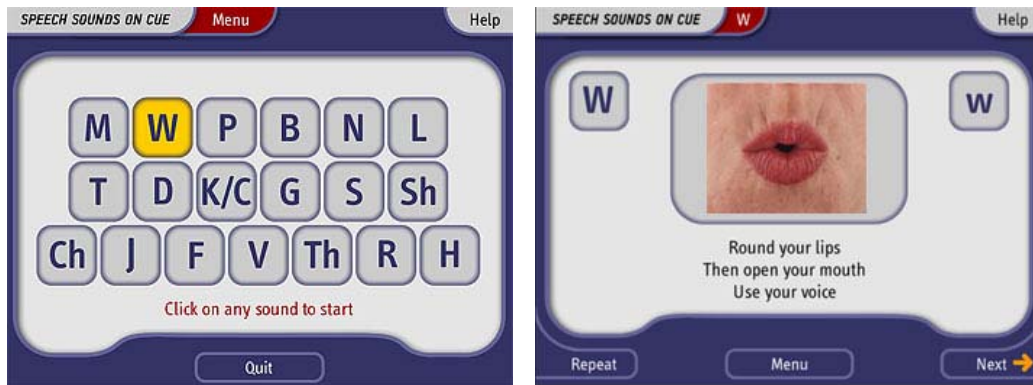 SPEECH SOUNDS ON CUE Menu Help
M W P B N L
T D K/C G S Sh
Ch J F V Th R H
Click on any sound to start
Quit
SPEECH SOUNDS ON CUE W Help
W w
Round your lips
Then open your mouth
Use your voice
Repeat Menu Next